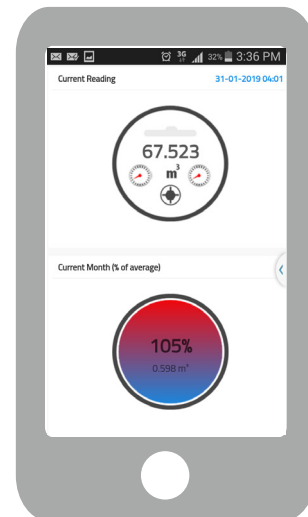 3G 32% 3:36 PM
Current Reading 31-01-2019 04:01
67.523
m³
Current Month (% of average)
105%
0.598 m³